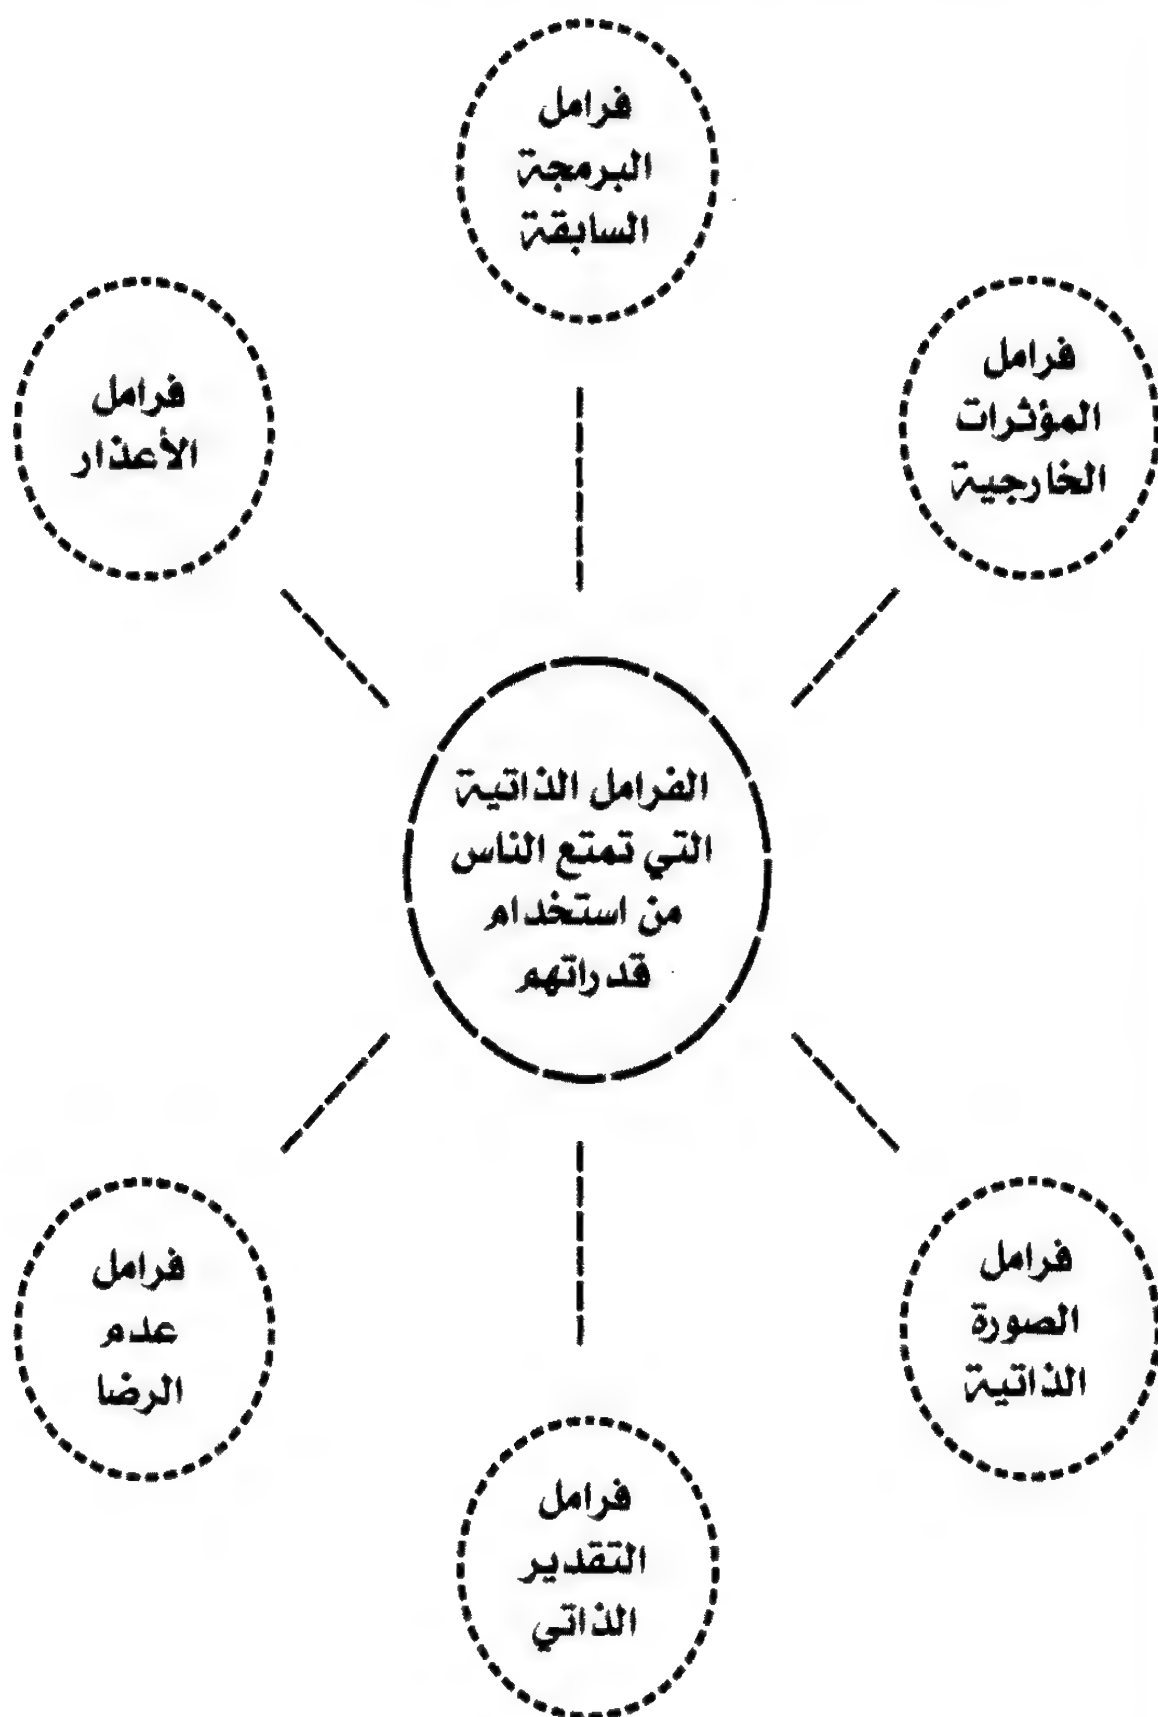 فرامل
البرمجة
السابقة
فرامل
المؤثرات
الخارجية
فرامل
الأعذار
الفرامل الذاتية
التي تمتع الناس
من استخدام
قدراتهم
فرامل
الصورة
الذاتية
فرامل
عدم
الرضا
فرامل
التقدير
الذاتي